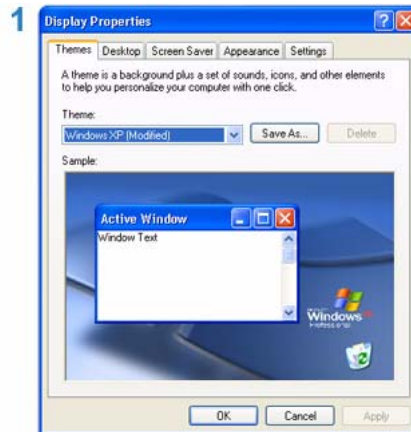 1
Display Properties
Themes Desktop Screen Saver Appearance Settings
A theme is a background plus a set of sounds, icons, and other elements
to help you personalize your computer with one click.
Theme:
Windows XP (Modified) Save As... Delete
Sample:
Active Window
Window Text
Windows
Professional
OK Cancel Apply